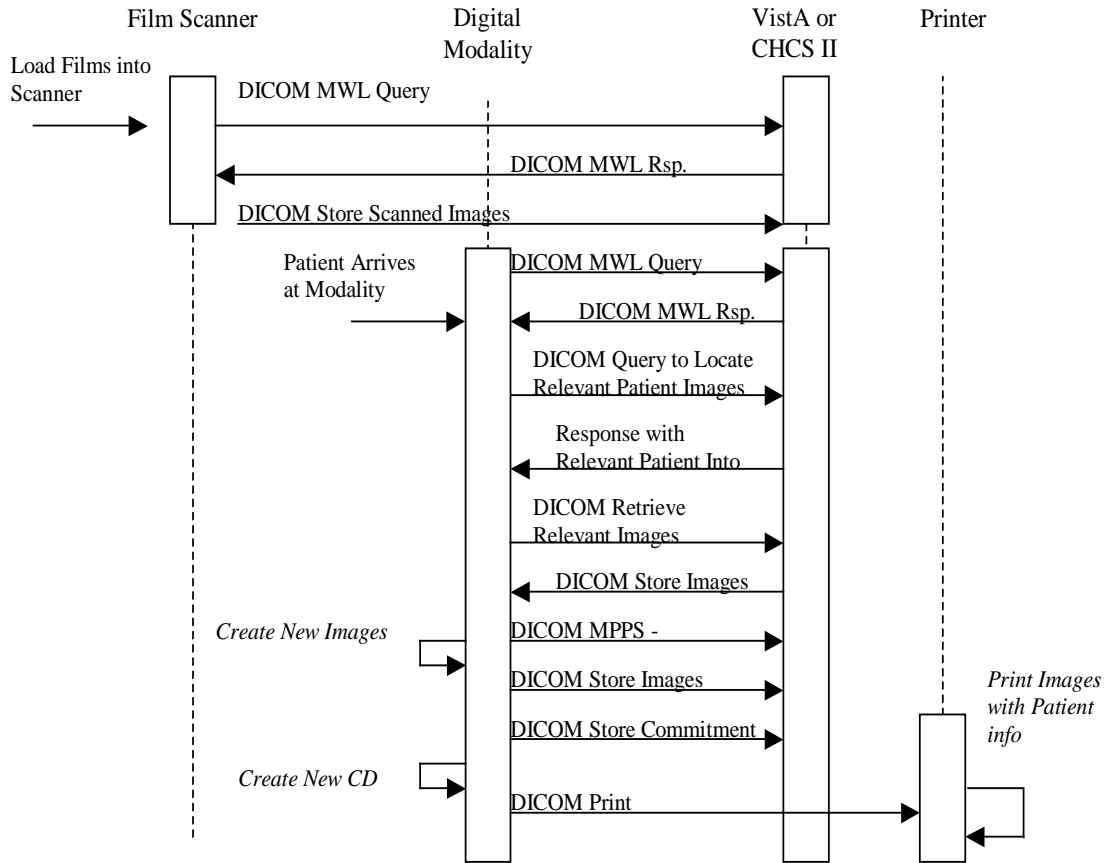 Film Scanner
Digital
Modality
VistA or
CHCS II
Printer
Load Films into
Scanner
DICOM MWL Query
DICOM MWL Rsp.
DICOM Store Scanned Images
Patient Arrives
at Modality
DICOM MWL Query
DICOM MWL Rsp.
DICOM Query to Locate
Relevant Patient Images
Response with
Relevant Patient Into
DICOM Retrieve
Relevant Images
DICOM Store Images
Create New Images
DICOM MPPS -
DICOM Store Images
Print Images
with Patient
info
DICOM Store Commitment
Create New CD
DICOM Print